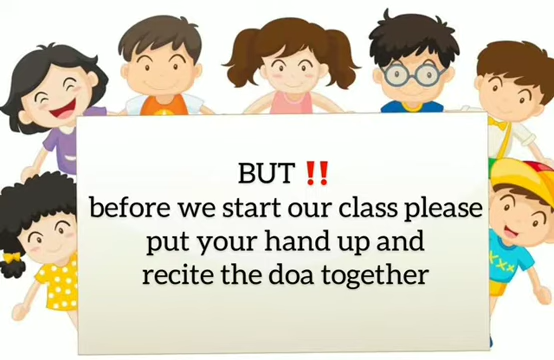 BUT ‼️
before we start our class please
put your hand up and
recite the doa together